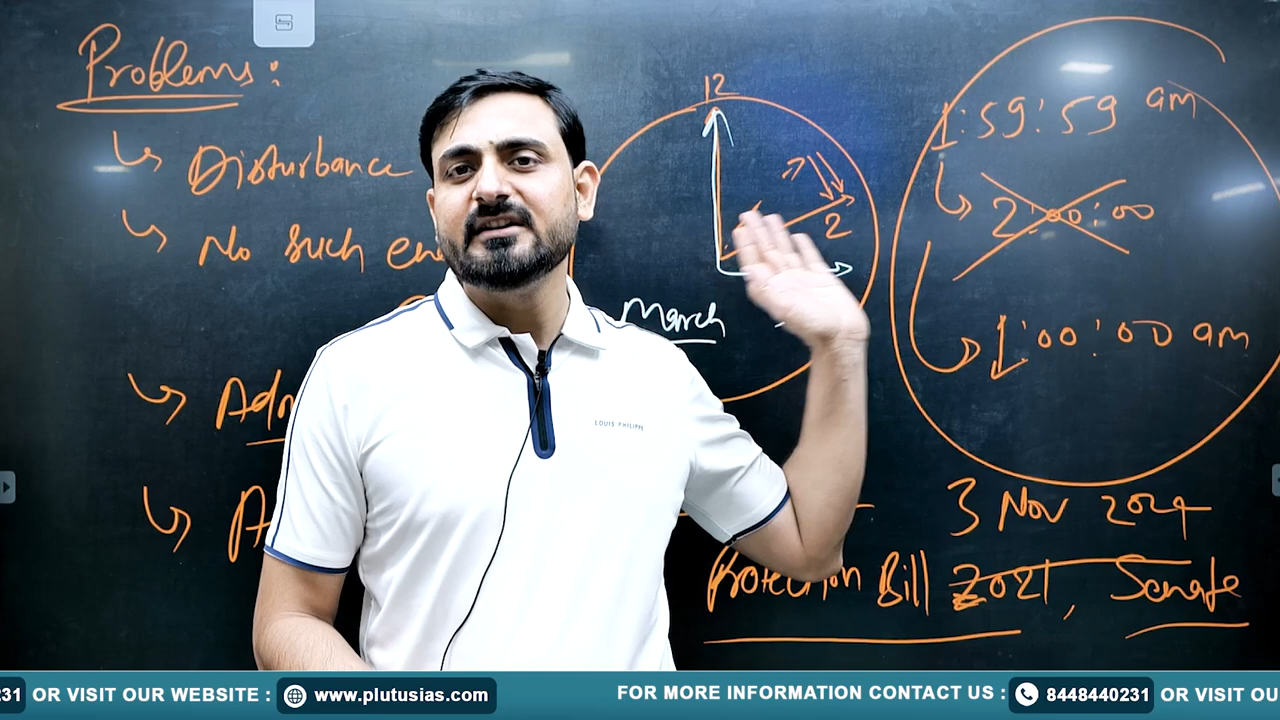 Problems:
↳ Disturbance
↳ No such en
↳ Adm
↳ A
12
2
March
1:59:59 am
↳ 2:00:00
↳ 1:00:00 am
3 Nov 2024
Protection Bill 2021, Senate
LOUIS PHILIPPE
231 OR VISIT OUR WEBSITE : www.plutusias.com FOR MORE INFORMATION CONTACT US : 8448440231 OR VISIT OU